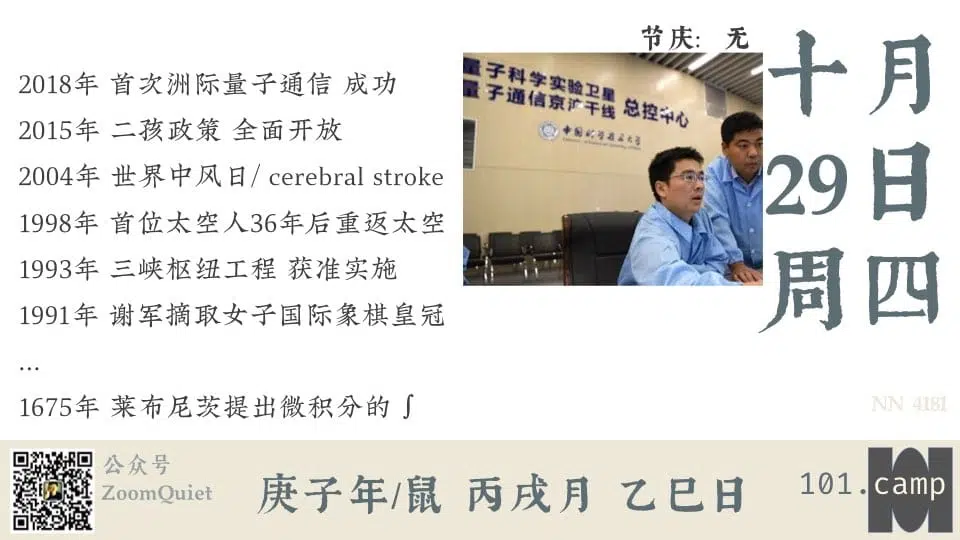 节庆: 无
十月
29日
周四
2018年 首次洲际量子通信 成功
2015年 二孩政策 全面开放
2004年 世界中风日/ cerebral stroke
1998年 首位太空人36年后重返太空
1993年 三峡枢纽工程 获准实施
1991年 谢军摘取女子国际象棋皇冠
...
1675年 莱布尼茨提出微积分的 ∫
量子科学实验卫星
量子通信京沪干线
总控中心
中国科学技术大学
NN 4181
公众号
ZoomQuiet
庚子年/鼠 丙戌月 乙巳日
101.camp